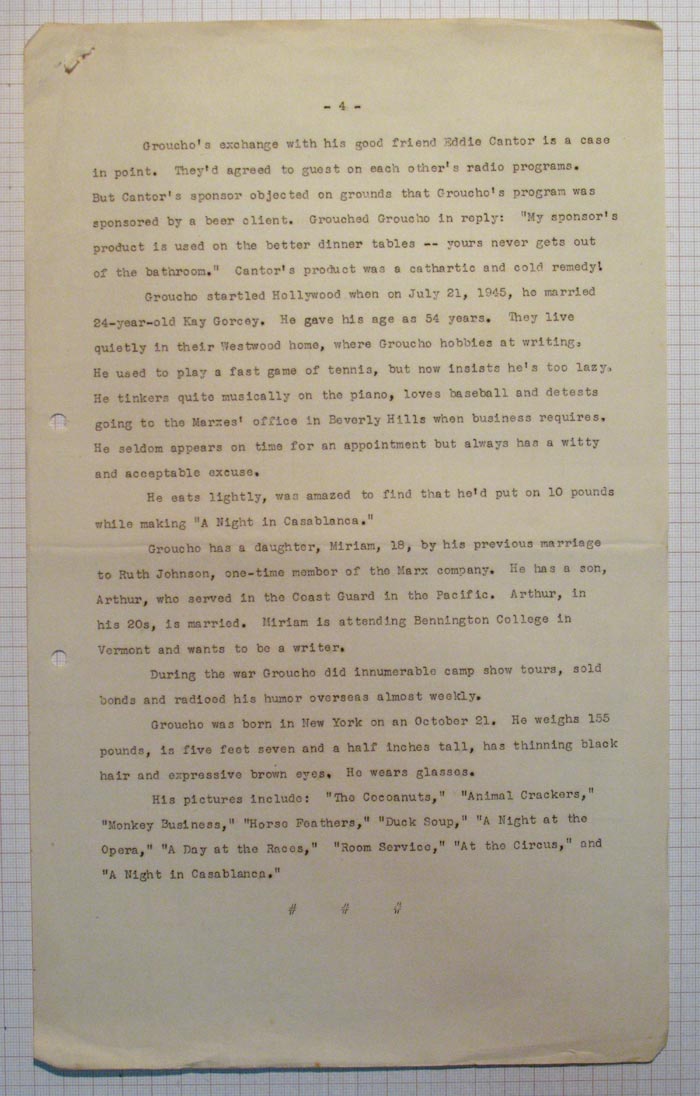 - 4 -
Groucho's exchange with his good friend Eddie Cantor is a case
in point. They'd agreed to guest on each other's radio programs.
But Cantor's sponsor objected on grounds that Groucho's program was
sponsored by a beer client. Grouched Groucho in reply: "My sponsor's
product is used on the better dinner tables -- yours never gets out
of the bathroom." Cantor's product was a cathartic and cold remedy!
Groucho startled Hollywood when on July 21, 1945, he married
24-year-old Kay Gorcey. He gave his age as 54 years. They live
quietly in their Westwood home, where Groucho hobbies at writing.
He used to play a fast game of tennis, but now insists he's too lazy.
He tinkers quite musically on the piano, loves baseball and detests
going to the Marxes' office in Beverly Hills when business requires.
He seldom appears on time for an appointment but always has a witty
and acceptable excuse.
He eats lightly, was amazed to find that he'd put on 10 pounds
while making "A Night in Casablanca."
Groucho has a daughter, Miriam, 18, by his previous marriage
to Ruth Johnson, one-time member of the Marx company. He has a son,
Arthur, who served in the Coast Guard in the Pacific. Arthur, in
his 20s, is married. Miriam is attending Bennington College in
Vermont and wants to be a writer.
During the war Groucho did innumerable camp show tours, sold
bonds and radioed his humor overseas almost weekly.
Groucho was born in New York on an October 21. He weighs 155
pounds, is five feet seven and a half inches tall, has thinning black
hair and expressive brown eyes. He wears glasses.
His pictures include: "The Cocoanuts," "Animal Crackers,"
"Monkey Business," "Horse Feathers," "Duck Soup," "A Night at the
Opera," "A Day at the Races," "Room Service," "At the Circus," and
"A Night in Casablanca."
# # #